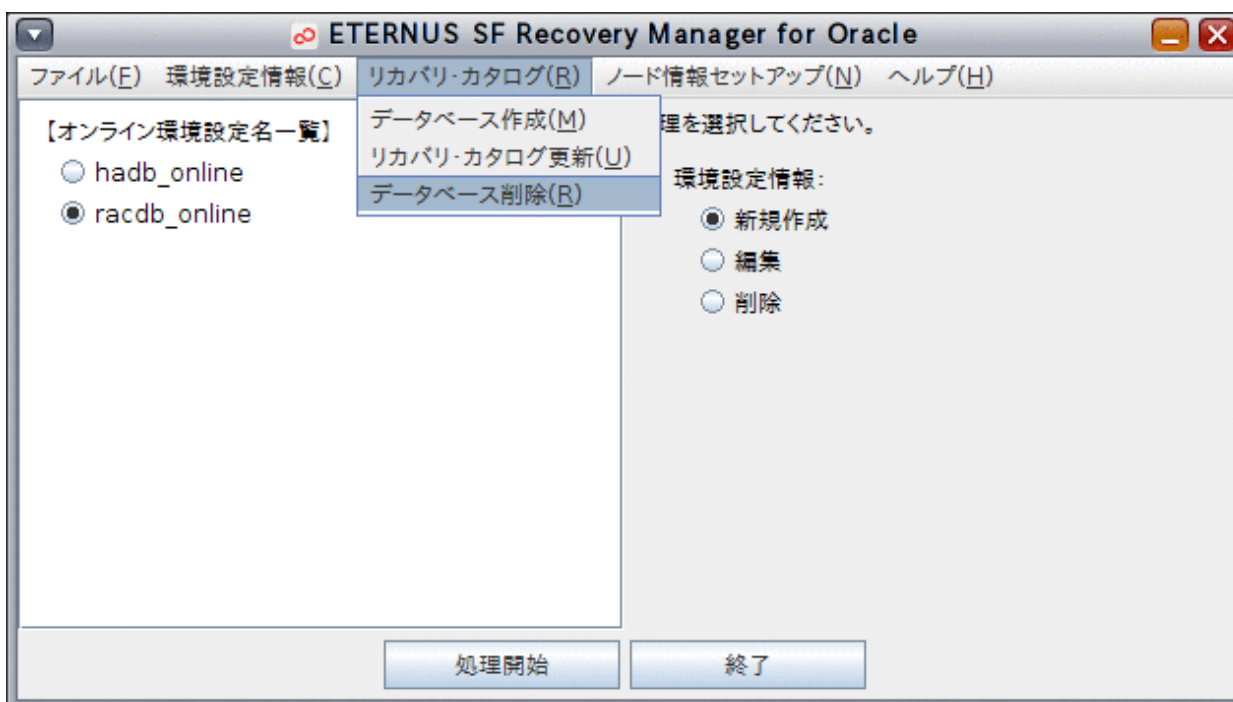 ETERNUS SF Recovery Manager for Oracle
ファイル(F) 環境設定情報(C) リカバリ・カタログ(R) ノード情報セットアップ(N) ヘルプ(H)
データベース作成(M)
リカバリ・カタログ更新(U)
データベース削除(R)
【オンライン環境設定名一覧】
hadb_online
racdb_online
理を選択してください。
環境設定情報:
新規作成
編集
削除
処理開始 終了